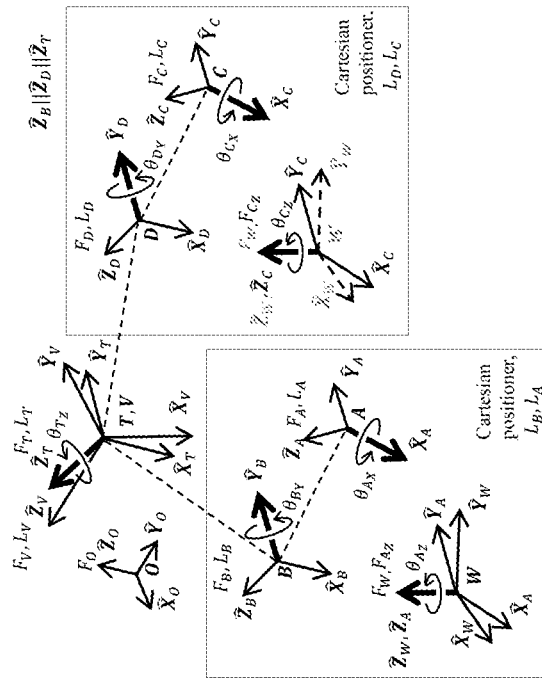 Ẑ_B||Ẑ_D||Ẑ_T
F_V, L_V
Ẑ_V
F_T, L_T
Ẑ_T
θ_TZ
Ŷ_V
Ŷ_T
T,V
X̂_V
X̂_T
F_O
Ẑ_O
Ŷ_O
O
X̂_O
F_D, L_D
Ẑ_D
Ŷ_D
θ_DY
D
X̂_D
F_C, L_C
Ẑ_C
Ŷ_C
C
θ_CX
X̂_C
F_W, F_CZ
Ẑ_W, Ẑ_C
θ_CZ
Ŷ_C
Ŷ_W
W
X̂_W
X̂_C
Cartesian
positioner.
L_D, L_C
F_B, L_B
Ẑ_B
Ŷ_B
θ_BY
B
X̂_B
F_A, L_A
Ŷ_A
A
θ_AX
X̂_A
F_W, F_AZ
Ẑ_W, Ẑ_A
θ_AZ
Ŷ_A
Ŷ_W
W
X̂_W
X̂_A
Cartesian
positioner,
L_B, L_A